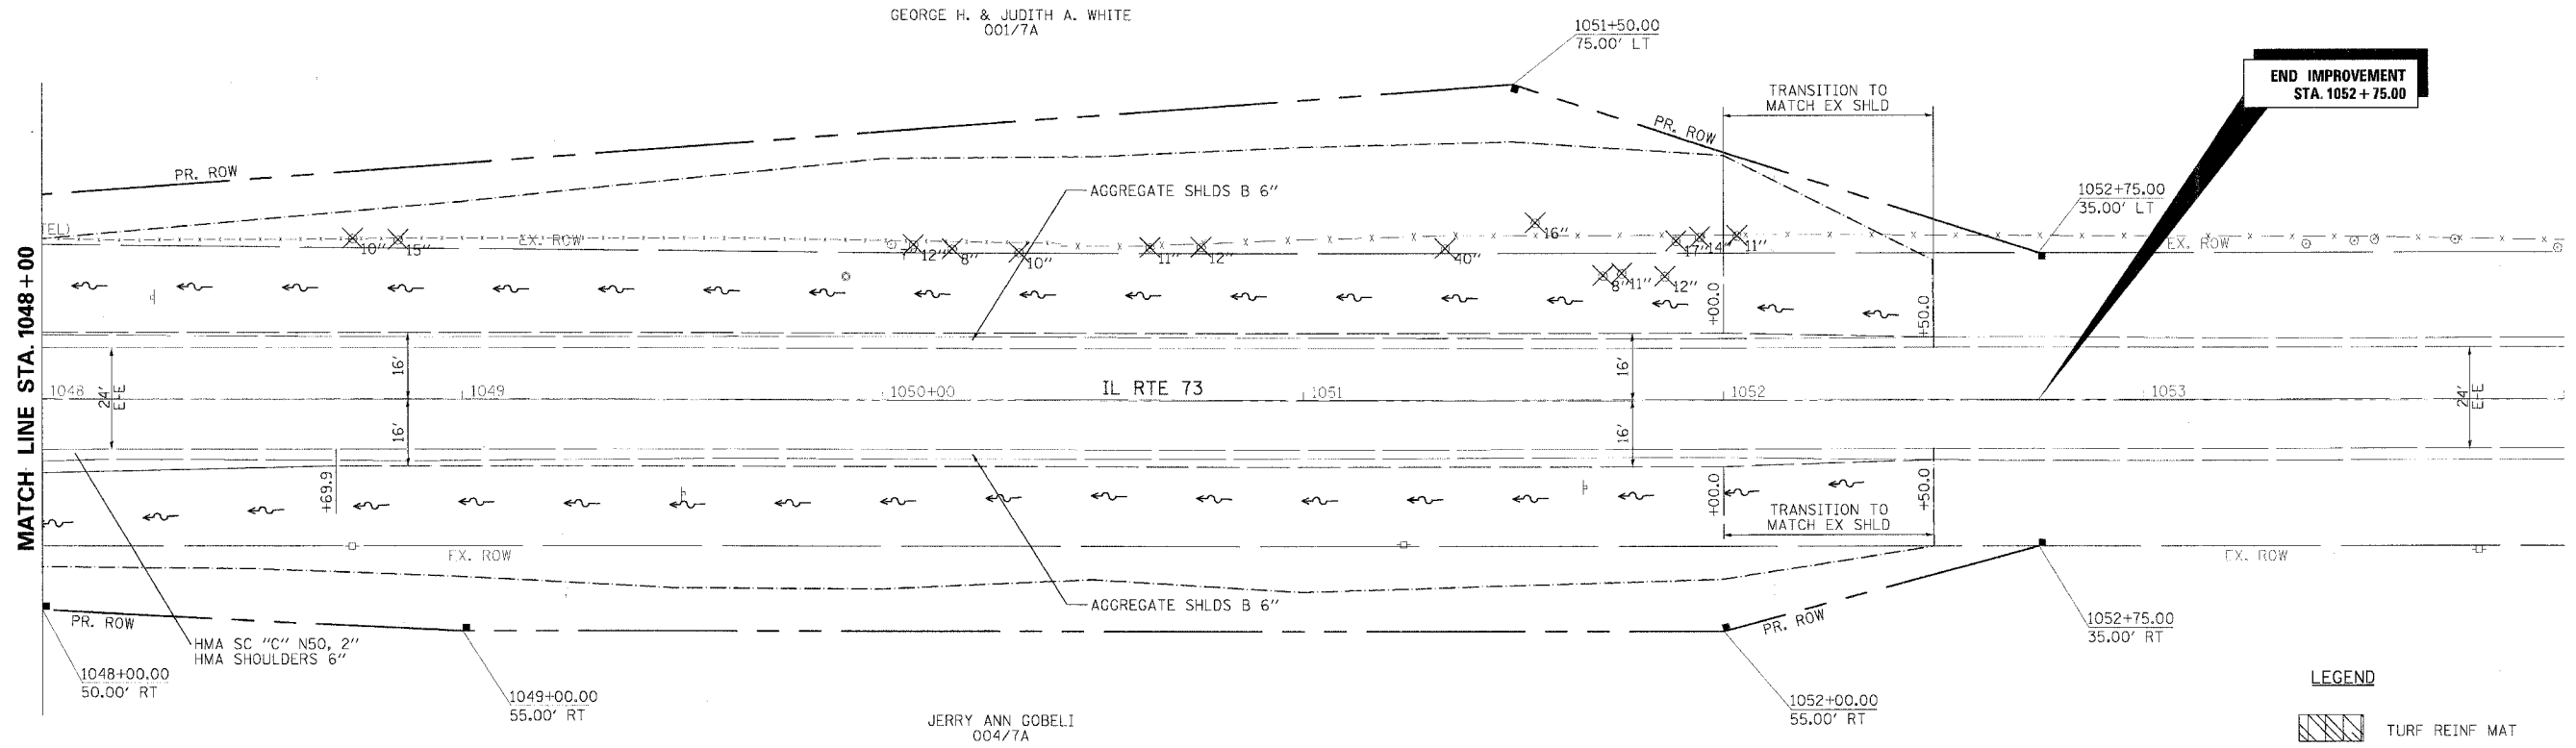 GEORGE H. & JUDITH A. WHITE
001/7A
1051+50.00
75.00' LT
END IMPROVEMENT
STA. 1052 + 75.00
TRANSITION TO
MATCH EX SHLD
PR. ROW
PR. ROW
AGGREGATE SHLDS B 6"
1052+75.00
35.00' LT
TEL)
10"
15"
EX. ROW
7"
12"
8"
10"
11"
12"
40"
16"
17"
14"
11"
EX. ROW
8"
11"
12"
+00.0
+50.0
MATCH LINE STA. 1048+00
1048
24'
E-E
16'
1049
1050+00
IL RTE 73
1051
16'
1052
1053
24'
E-E
16'
16'
+69.9
+00.0
+50.0
TRANSITION TO
MATCH EX SHLD
EX. ROW
EX. ROW
AGGREGATE SHLDS B 6"
PR. ROW
PR. ROW
1052+75.00
35.00' RT
HMA SC "C" N50, 2"
HMA SHOULDERS 6"
1048+00.00
50.00' RT
1049+00.00
55.00' RT
1052+00.00
55.00' RT
LEGEND
JERRY ANN GOBELI
004/7A
TURF REINF MAT